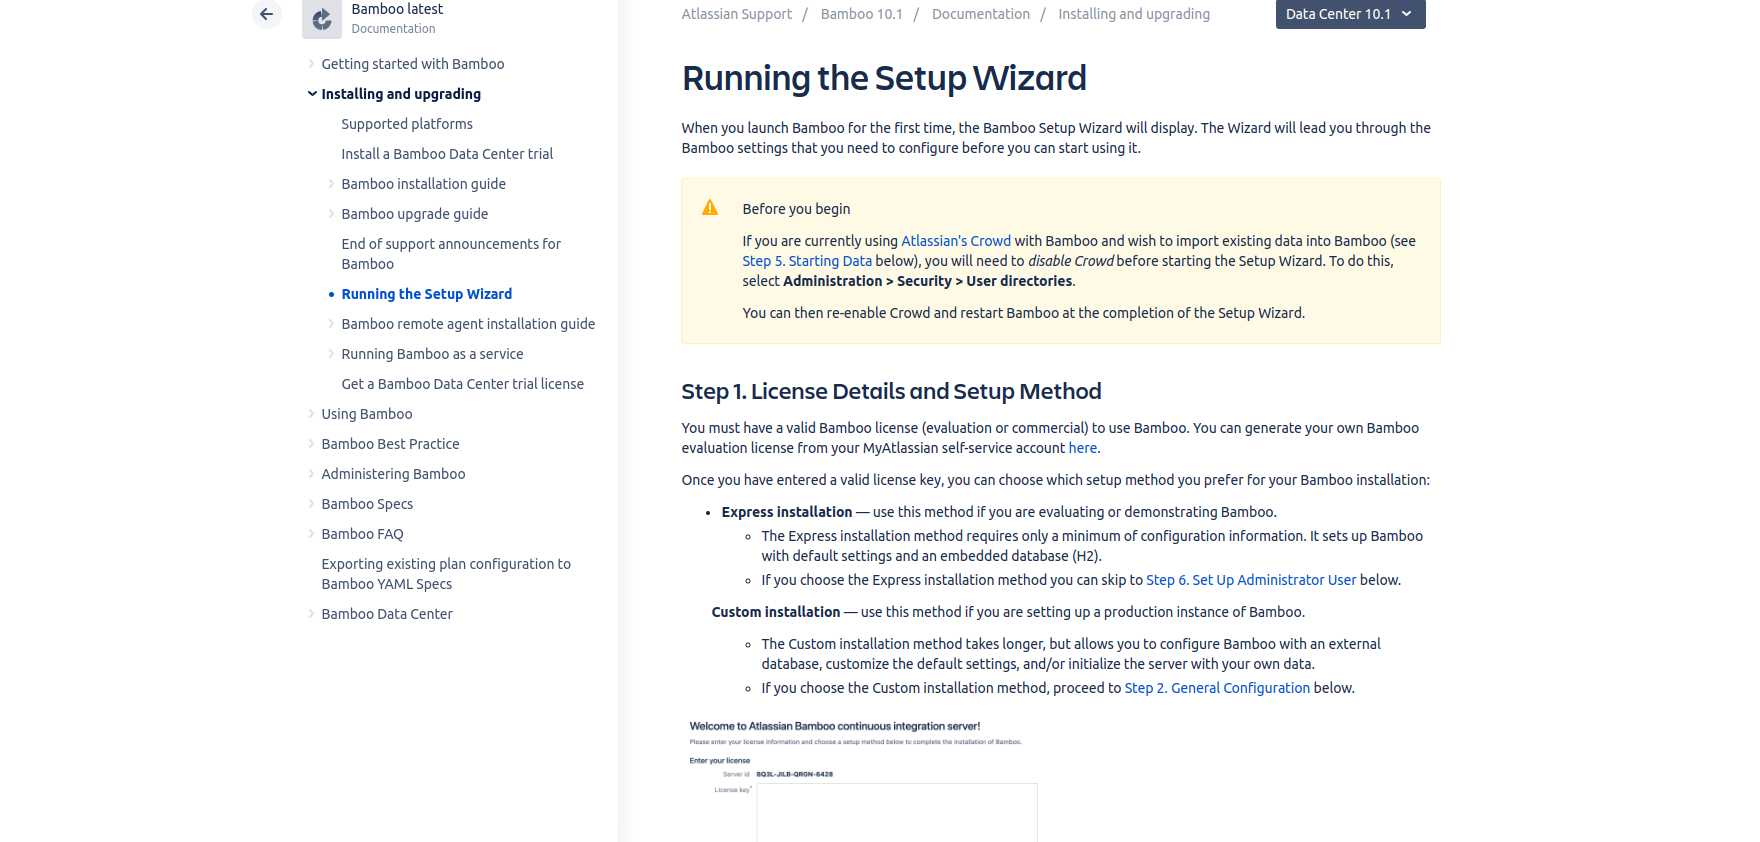 Bamboo latest
Documentation
Getting started with Bamboo
Installing and upgrading
Supported platforms
Install a Bamboo Data Center trial
Bamboo installation guide
Bamboo upgrade guide
End of support announcements for
Bamboo
Running the Setup Wizard
Bamboo remote agent installation guide
Running Bamboo as a service
Get a Bamboo Data Center trial license
Using Bamboo
Bamboo Best Practice
Administering Bamboo
Bamboo Specs
Bamboo FAQ
Exporting existing plan configuration to
Bamboo YAML Specs
Bamboo Data Center
Atlassian Support / Bamboo 10.1 / Documentation / Installing and upgrading
Data Center 10.1
Running the Setup Wizard
When you launch Bamboo for the first time, the Bamboo Setup Wizard will display. The Wizard will lead you through the
Bamboo settings that you need to configure before you can start using it.
Before you begin
If you are currently using Atlassian's Crowd with Bamboo and wish to import existing data into Bamboo (see
Step 5. Starting Data below), you will need to disable Crowd before starting the Setup Wizard. To do this,
select Administration > Security > User directories.
You can then re-enable Crowd and restart Bamboo at the completion of the Setup Wizard.
Step 1. License Details and Setup Method
You must have a valid Bamboo license (evaluation or commercial) to use Bamboo. You can generate your own Bamboo
evaluation license from your MyAtlassian self-service account here.
Once you have entered a valid license key, you can choose which setup method you prefer for your Bamboo installation:
• Express installation — use this method if you are evaluating or demonstrating Bamboo.
◦ The Express installation method requires only a minimum of configuration information. It sets up Bamboo
with default settings and an embedded database (H2).
◦ If you choose the Express installation method you can skip to Step 6. Set Up Administrator User below.
Custom installation — use this method if you are setting up a production instance of Bamboo.
◦ The Custom installation method takes longer, but allows you to configure Bamboo with an external
database, customize the default settings, and/or initialize the server with your own data.
◦ If you choose the Custom installation method, proceed to Step 2. General Configuration below.
Welcome to Atlassian Bamboo continuous integration server!
Please enter your license information and choose a setup method below to complete the installation of Bamboo.
Enter your license
Server id BQ3L-JILB-QRGN-6428
License key*